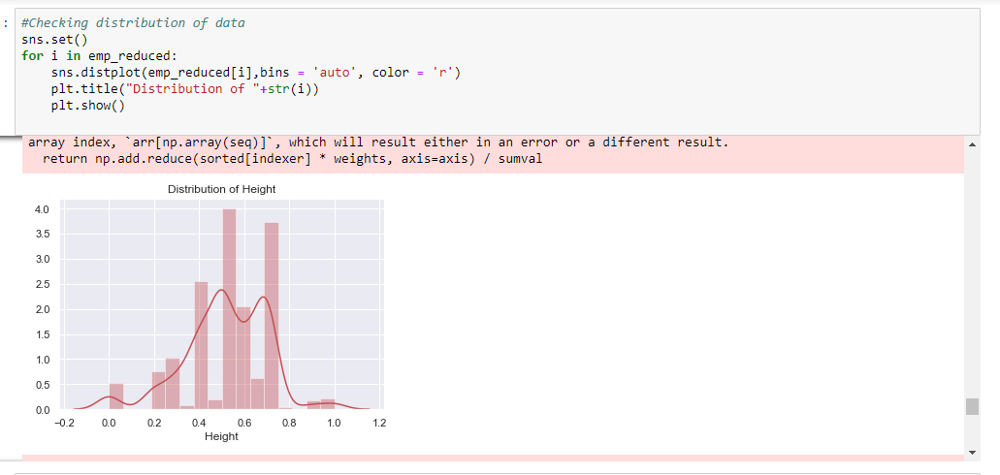 :
#Checking distribution of data
sns.set()
for i in emp_reduced:
    sns.distplot(emp_reduced[i],bins = 'auto', color = 'r')
    plt.title("Distribution of "+str(i))
    plt.show()
array index, `arr[np.array(seq)]`, which will result either in an error or a different result.
  return np.add.reduce(sorted[indexer] * weights, axis=axis) / sumval
Distribution of Height
4.0
3.5
3.0
2.5
2.0
1.5
1.0
0.5
0.0
−0.2 0.0 0.2 0.4 0.6 0.8 1.0 1.2
Height